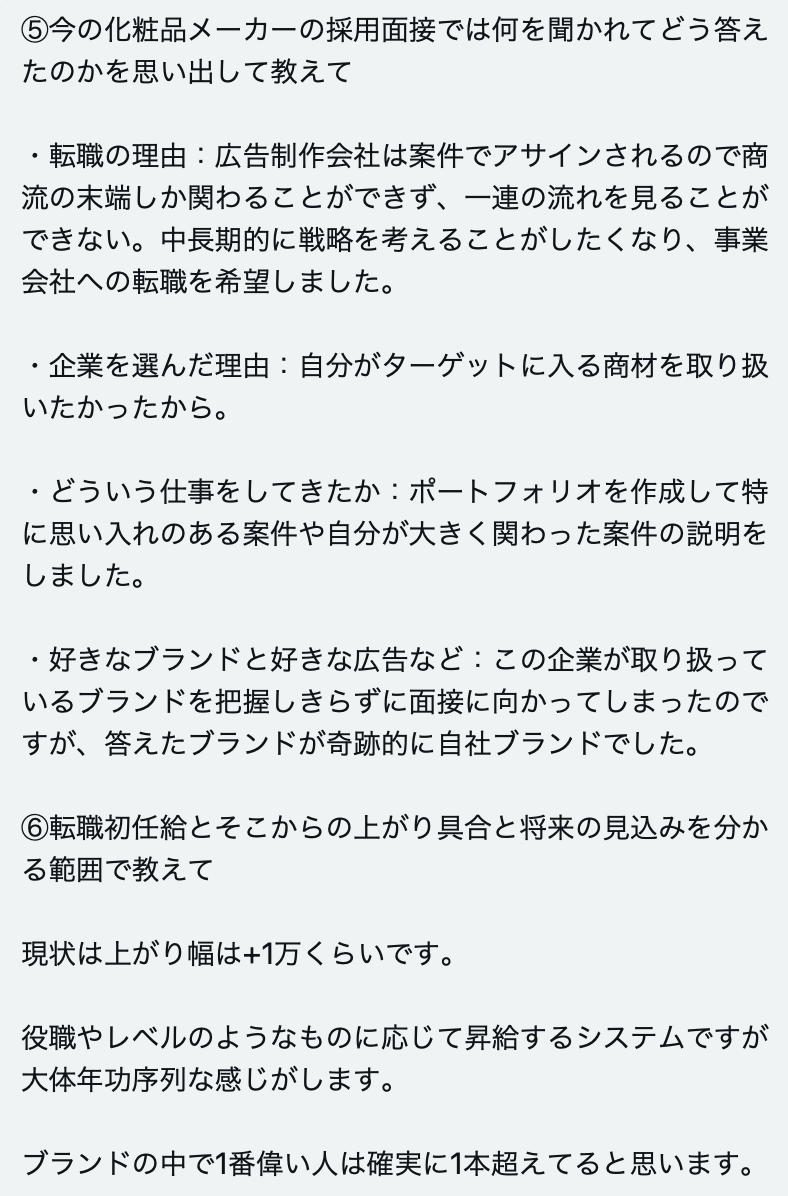 ⑤今の化粧品メーカーの採用面接では何を聞かれてどう答え
たのかを思い出して教えて
・転職の理由：広告制作会社は案件でアサインされるので商
流の末端しか関わることができず、一連の流れを見ることが
できない。中長期的に戦略を考えることがしたくなり、事業
会社への転職を希望しました。
・企業を選んだ理由：自分がターゲットに入る商材を取り扱
いたかったから。
・どういう仕事をしてきたか：ポートフォリオを作成して特
に思い入れのある案件や自分が大きく関わった案件の説明を
しました。
・好きなブランドと好きな広告など：この企業が取り扱って
いるブランドを把握しきらずに面接に向かってしまったので
すが、答えたブランドが奇跡的に自社ブランドでした。
⑥転職初任給とそこからの上がり具合と将来の見込みを分か
る範囲で教えて
現状は上がり幅は+1万くらいです。
役職やレベルのようなものに応じて昇給するシステムですが
大体年功序列な感じがします。
ブランドの中で1番偉い人は確実に1本超えてると思います。